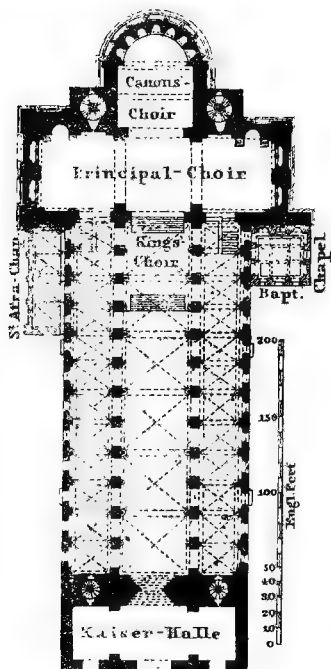 Canons-
Choir
Principal-Choir
Kings
Choir
St Afra-Chap
Bapt.
Chapel
200
150
100
50
40
30
20
10
0
Engl.Feet
Kaiser-Halle